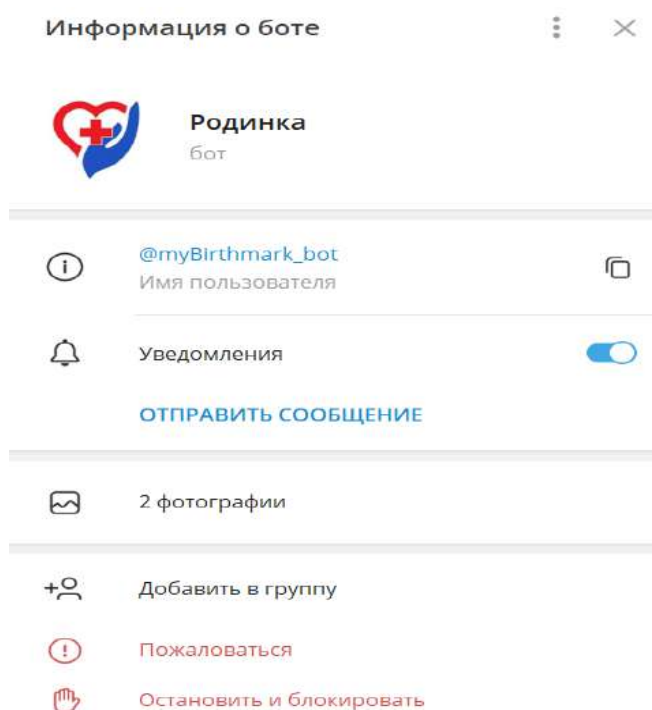 Информация о боте
Родинка
бот
@myBirthmark_bot
Имя пользователя
Уведомления
ОТПРАВИТЬ СООБЩЕНИЕ
2 фотографии
Добавить в группу
Пожаловаться
Остановить и блокировать